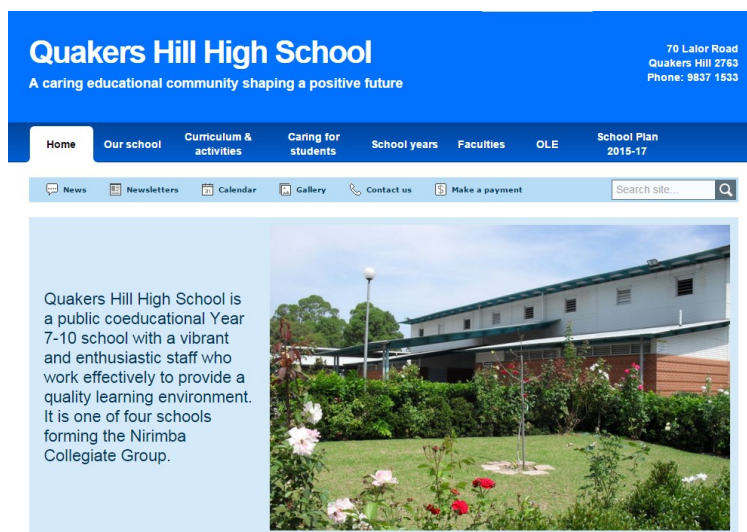 Quakers Hill High School
A caring educational community shaping a positive future
70 Lalor Road
Quakers Hill 2763
Phone: 9837 1533
Home
Our school
Curriculum &
activities
Caring for
students
School years
Faculties
OLE
School Plan
2015-17
News
Newsletters
Calendar
Gallery
Contact us
Make a payment
Search site...
Quakers Hill High School is
a public coeducational Year
7-10 school with a vibrant
and enthusiastic staff who
work effectively to provide a
quality learning environment.
It is one of four schools
forming the Nirimba
Collegiate Group.